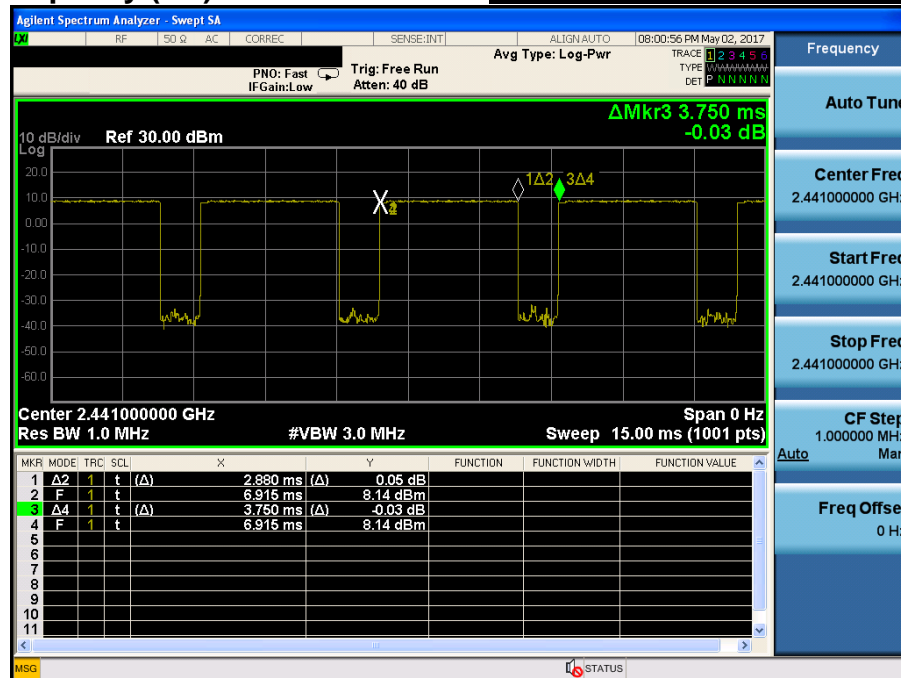 Agilent Spectrum Analyzer - Swept SA
LXI RF 50 Ω AC CORREC SENSE:INT ALIGN AUTO 08:00:56 PM May 02, 2017
Avg Type: Log-Pwr TRACE 1 2 3 4 5 6
PNO: Fast Trig: Free Run TYPE WWWWWW
IFGain:Low Atten: 40 dB DET P N N N N N
ΔMkr3 3.750 ms
10 dB/div Ref 30.00 dBm -0.03 dB
Log
20.0
10.0
0.00
-10.0
-20.0
-30.0
-40.0
-50.0
-60.0
1Δ2 3Δ4
X
Center 2.441000000 GHz Span 0 Hz
Res BW 1.0 MHz #VBW 3.0 MHz Sweep 15.00 ms (1001 pts)
MKR MODE TRC SCL X Y FUNCTION FUNCTION WIDTH FUNCTION VALUE
1 Δ2 1 t (Δ) 2.880 ms (Δ) 0.05 dB
2 F 1 t 6.915 ms 8.14 dBm
3 Δ4 1 t (Δ) 3.750 ms (Δ) -0.03 dB
4 F 1 t 6.915 ms 8.14 dBm
5
6
7
8
9
10
11
MSG STATUS
Frequency
Auto Tune
Center Freq
2.441000000 GHz
Start Freq
2.441000000 GHz
Stop Freq
2.441000000 GHz
CF Step
1.000000 MHz
Auto Man
Freq Offset
0 Hz